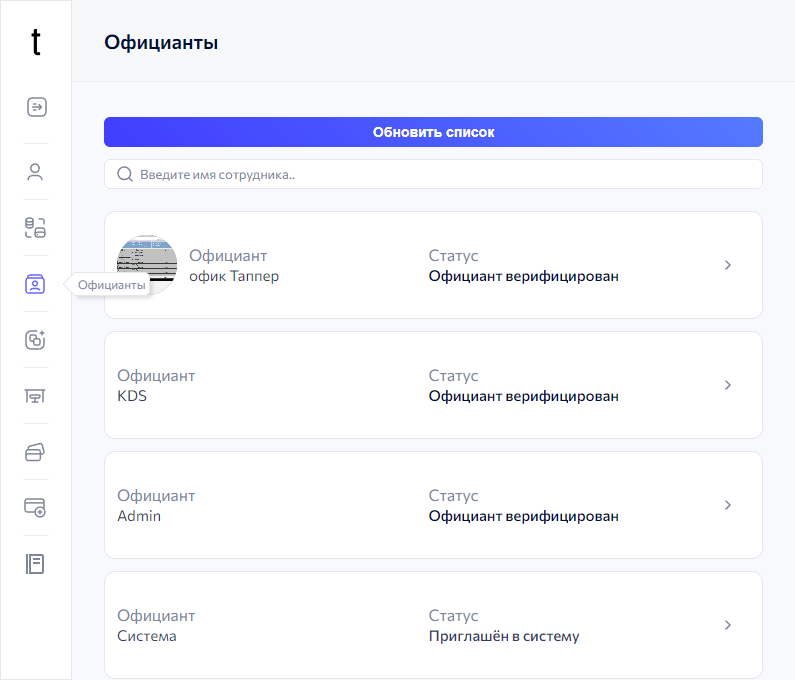 t
Официанты
Обновить список
Введите имя сотрудника..
Официант
офик Таппер
Статус
Официант верифицирован
Официанты
Официант
KDS
Статус
Официант верифицирован
Официант
Admin
Статус
Официант верифицирован
Официант
Система
Статус
Приглашён в систему